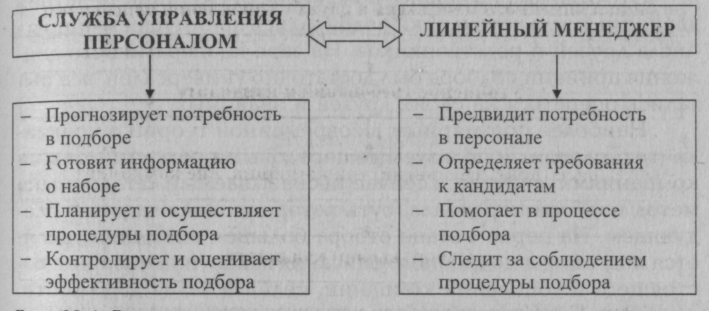 СЛУЖБА УПРАВЛЕНИЯ
ПЕРСОНАЛОМ
ЛИНЕЙНЫЙ МЕНЕДЖЕР
– Прогнозирует потребность
в подборе
– Готовит информацию
о наборе
– Планирует и осуществляет
процедуры подбора
– Контролирует и оценивает
эффективность подбора
– Предвидит потребность
в персонале
– Определяет требования
к кандидатам
– Помогает в процессе
подбора
– Следит за соблюдением
процедуры подбора